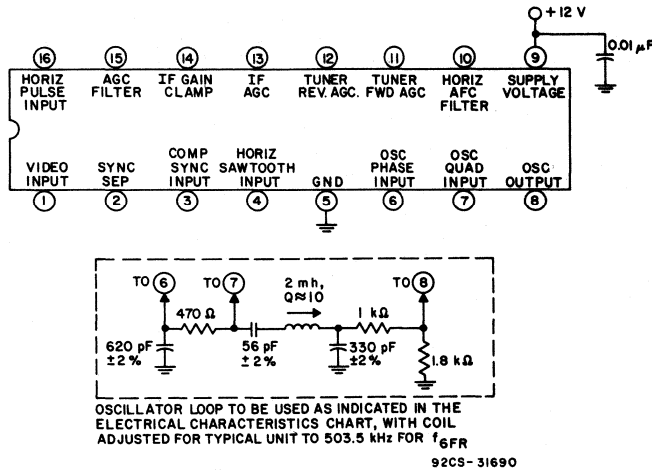 +12 V
0.01 µF
16 15 14 13 12 11 10 9
HORIZ PULSE INPUT
AGC FILTER
IF GAIN CLAMP
IF AGC
TUNER REV. AGC.
TUNER FWD AGC
HORIZ AFC FILTER
SUPPLY VOLTAGE
VIDEO INPUT
SYNC SEP
COMP SYNC INPUT
HORIZ SAWTOOTH INPUT
GND
OSC PHASE INPUT
OSC QUAD INPUT
OSC OUTPUT
1 2 3 4 5 6 7 8
TO 6
TO 7
2 mh,
Q≈10
TO 8
470 Ω
1 kΩ
620 pF
±2%
56 pF
±2%
330 pF
±2%
1.8 kΩ
OSCILLATOR LOOP TO BE USED AS INDICATED IN THE
ELECTRICAL CHARACTERISTICS CHART, WITH COIL
ADJUSTED FOR TYPICAL UNIT TO 503.5 kHz FOR f6FR
92CS-31690